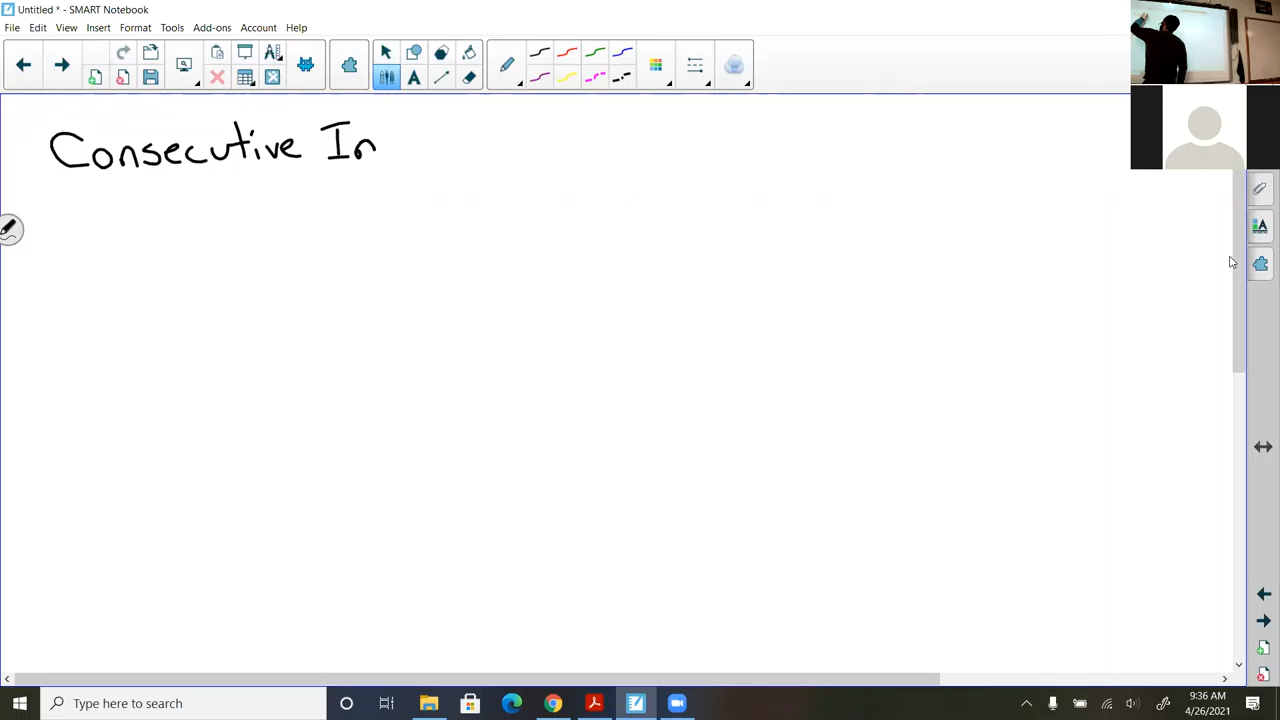 Untitled * - SMART Notebook
File Edit View Insert Format Tools Add-ons Account Help
Consecutive In
Type here to search
9:36 AM
4/26/2021